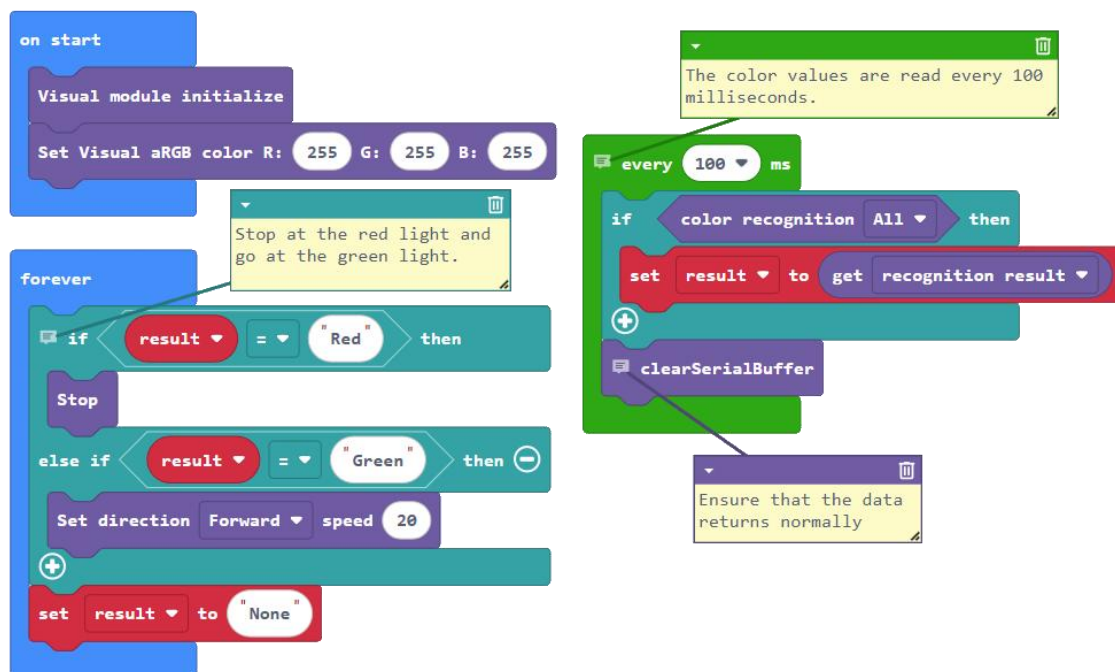 on start
Visual module initialize
Set Visual aRGB color R: 255 G: 255 B: 255
Stop at the red light and
go at the green light.
forever
if result = "Red" then
Stop
else if result = "Green" then
Set direction Forward speed 20
set result to "None"
The color values are read every 100
milliseconds.
every 100 ms
if color recognition All then
set result to get recognition result
clearSerialBuffer
Ensure that the data
returns normally